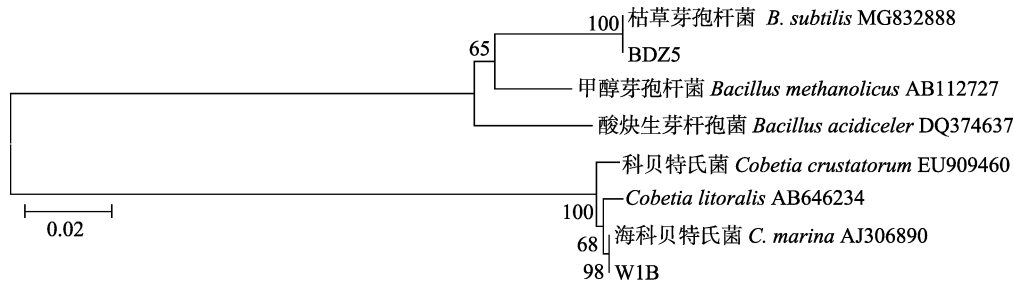 100 枯草芽孢杆菌 B. subtilis MG832888
65
BDZ5
甲醇芽孢杆菌 Bacillus methanolicus AB112727
酸炔生芽杆孢菌 Bacillus acidiceler DQ374637
科贝特氏菌 Cobetia crustatorum EU909460
Cobetia litoralis AB646234
100
0.02
海科贝特氏菌 C. marina AJ306890
68
98 W1B